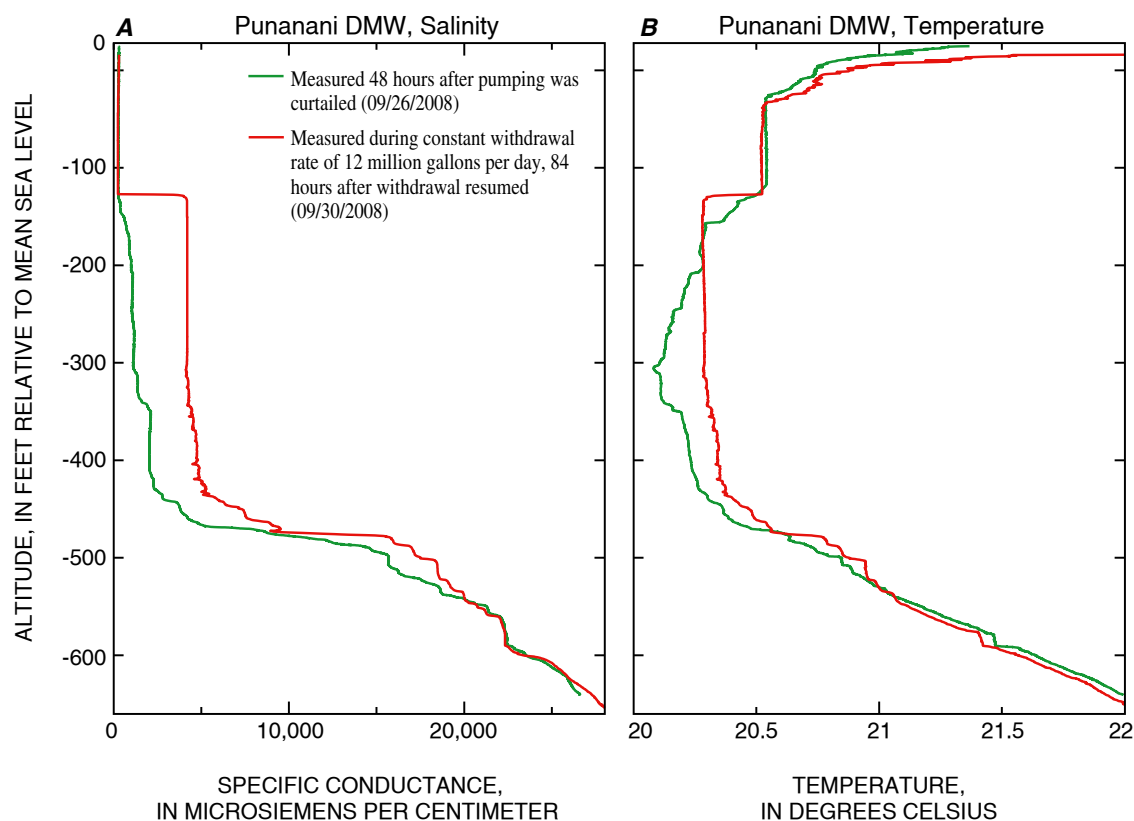 A Punanani DMW, Salinity
B Punanani DMW, Temperature
ALTITUDE, IN FEET RELATIVE TO MEAN SEA LEVEL
0
-100
-200
-300
-400
-500
-600
Measured 48 hours after pumping was
curtailed (09/26/2008)
Measured during constant withdrawal
rate of 12 million gallons per day, 84
hours after withdrawal resumed
(09/30/2008)
0 10,000 20,000
20 20.5 21 21.5 22
SPECIFIC CONDUCTANCE,
IN MICROSIEMENS PER CENTIMETER
TEMPERATURE,
IN DEGREES CELSIUS